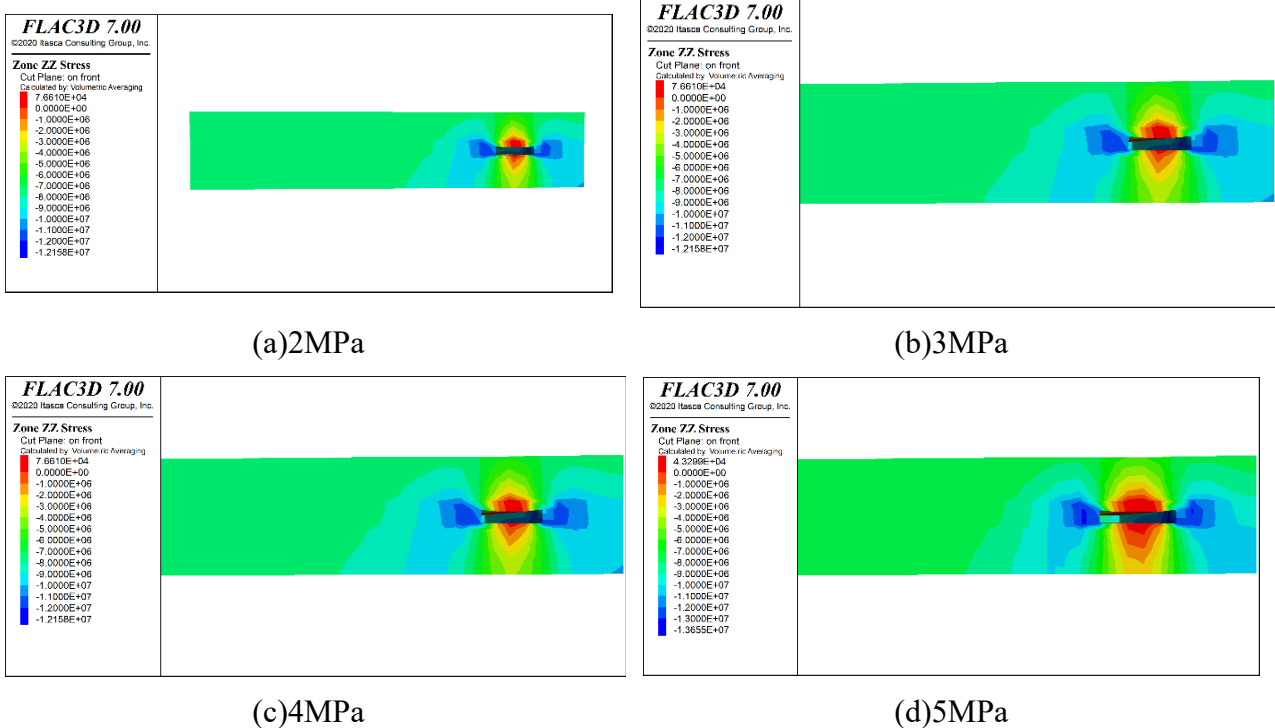 FLAC3D 7.00
©2020 Itasca Consulting Group, Inc.
Zone ZZ Stress
Cut Plane: on front
Calculated by: Volumetric Averaging
7.6610E+04
0.0000E+00
-1.0000E+06
-2.0000E+06
-3.0000E+06
-4.0000E+06
-5.0000E+06
-6.0000E+06
-7.0000E+06
-8.0000E+06
-9.0000E+06
-1.0000E+07
-1.1000E+07
-1.2000E+07
-1.2158E+07
(a)2MPa
FLAC3D 7.00
©2020 Itasca Consulting Group, Inc.
Zone ZZ Stress
Cut Plane: on front
Calculated by: Volumetric Averaging
7.6610E+04
0.0000E+00
-1.0000E+06
-2.0000E+06
-3.0000E+06
-4.0000E+06
-5.0000E+06
-6.0000E+06
-7.0000E+06
-8.0000E+06
-9.0000E+06
-1.0000E+07
-1.1000E+07
-1.2000E+07
-1.2158E+07
(b)3MPa
FLAC3D 7.00
©2020 Itasca Consulting Group, Inc.
Zone ZZ Stress
Cut Plane: on front
Calculated by: Volumetric Averaging
7.6610E+04
0.0000E+00
-1.0000E+06
-2.0000E+06
-3.0000E+06
-4.0000E+06
-5.0000E+06
-6.0000E+06
-7.0000E+06
-8.0000E+06
-9.0000E+06
-1.0000E+07
-1.1000E+07
-1.2000E+07
-1.2158E+07
(c)4MPa
FLAC3D 7.00
©2020 Itasca Consulting Group, Inc.
Zone ZZ Stress
Cut Plane: on front
Calculated by: Volumetric Averaging
4.3299E+04
0.0000E+00
-1.0000E+06
-2.0000E+06
-3.0000E+06
-4.0000E+06
-5.0000E+06
-6.0000E+06
-7.0000E+06
-8.0000E+06
-9.0000E+06
-1.0000E+07
-1.1000E+07
-1.2000E+07
-1.3000E+07
-1.3655E+07
(d)5MPa